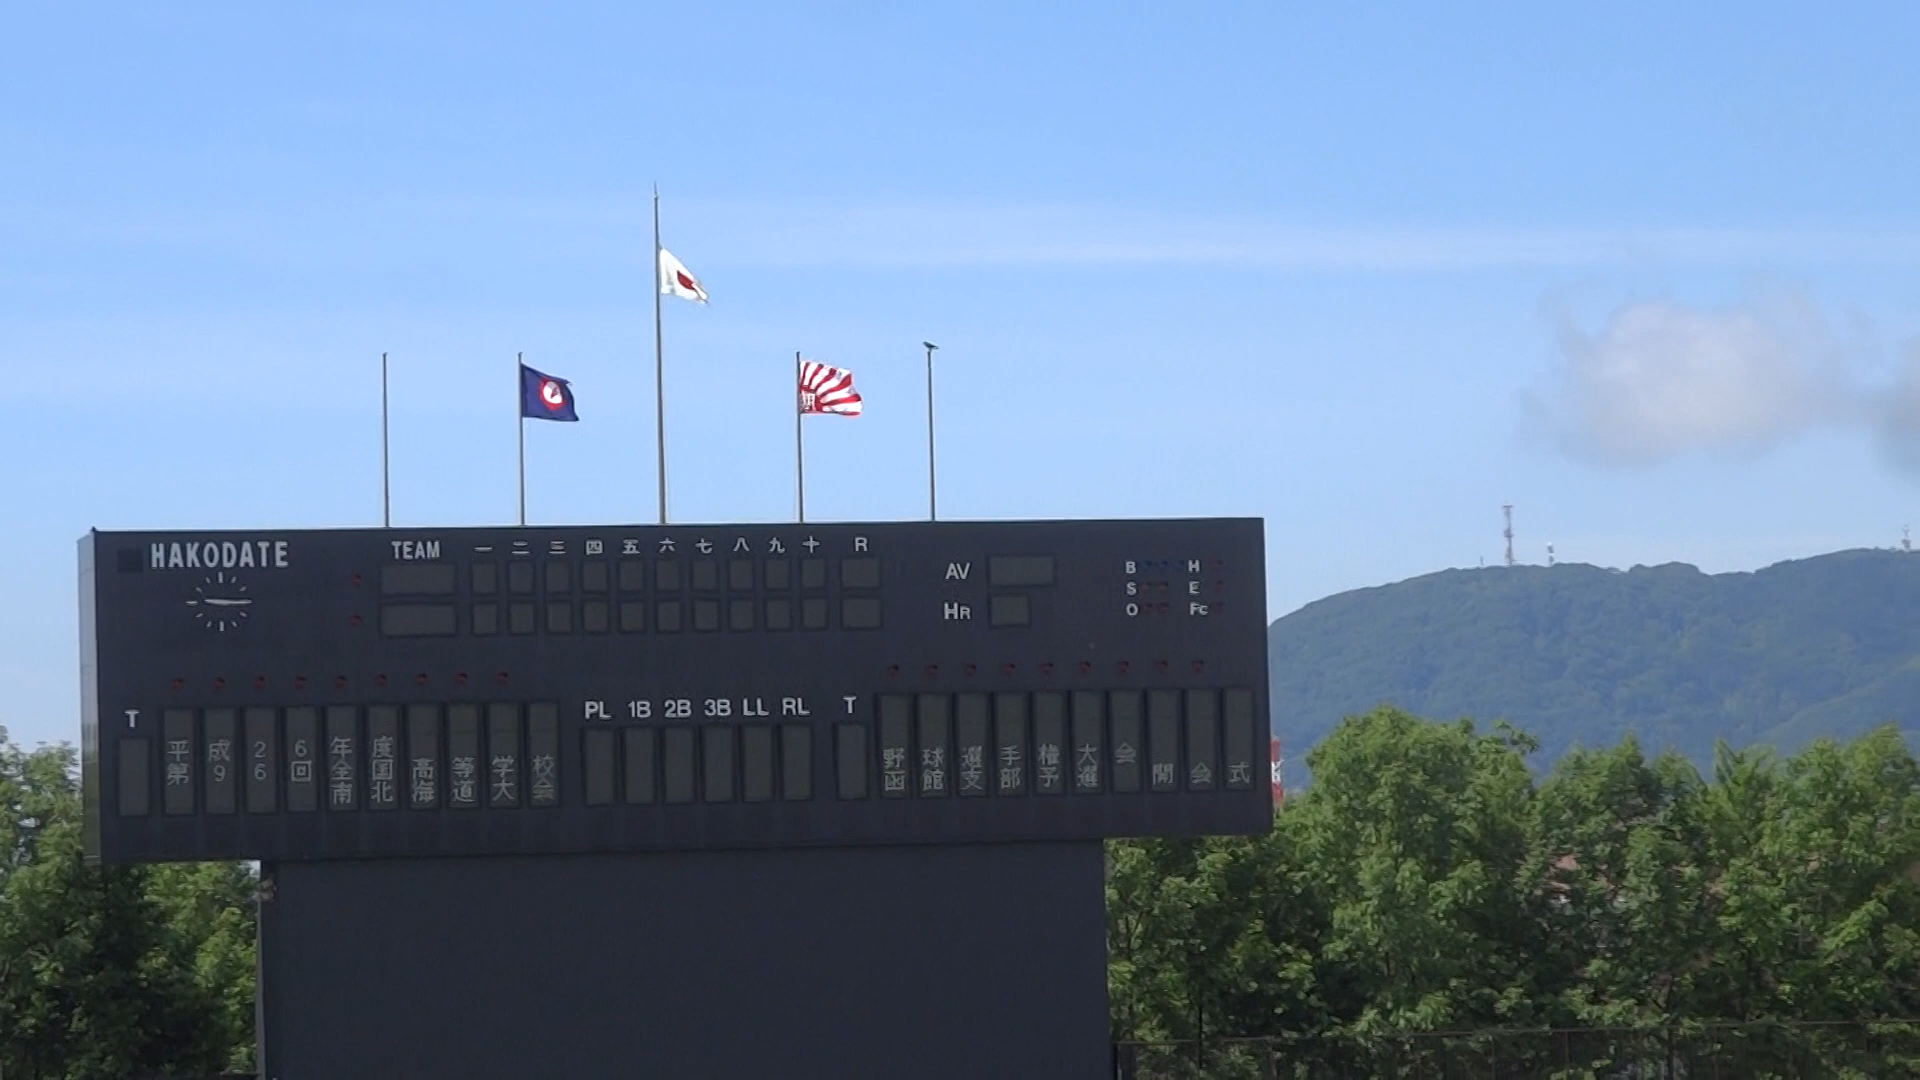 HAKODATE
TEAM 一 二 三 四 五 六 七 八 九 十 R
AV
HR
B H
S E
O Fc
T
平成26年度高等学校
第96回全国
南北海道大会
PL 1B 2B 3B LL RL
T
野球選手権大会 開会式
函館支部予選
朝